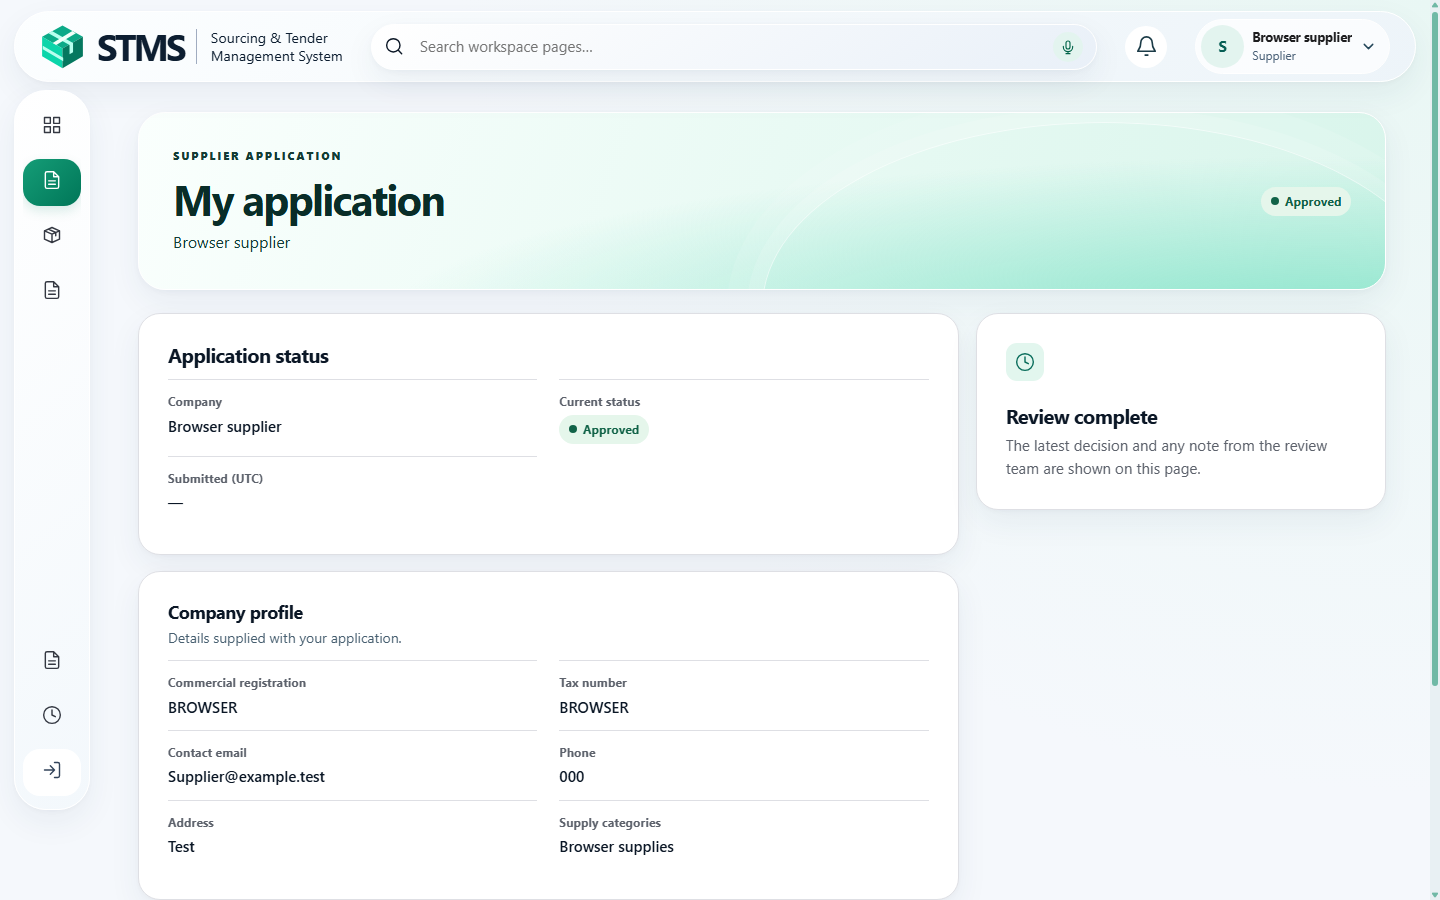 STMS
Sourcing & Tender
Management System
Search workspace pages...
S
Browser supplier
Supplier
SUPPLIER APPLICATION
My application
Browser supplier
Approved
Application status
Company
Browser supplier
Current status
Approved
Submitted (UTC)
—
Review complete
The latest decision and any note from the review
team are shown on this page.
Company profile
Details supplied with your application.
Commercial registration
BROWSER
Tax number
BROWSER
Contact email
Supplier@example.test
Phone
000
Address
Test
Supply categories
Browser supplies